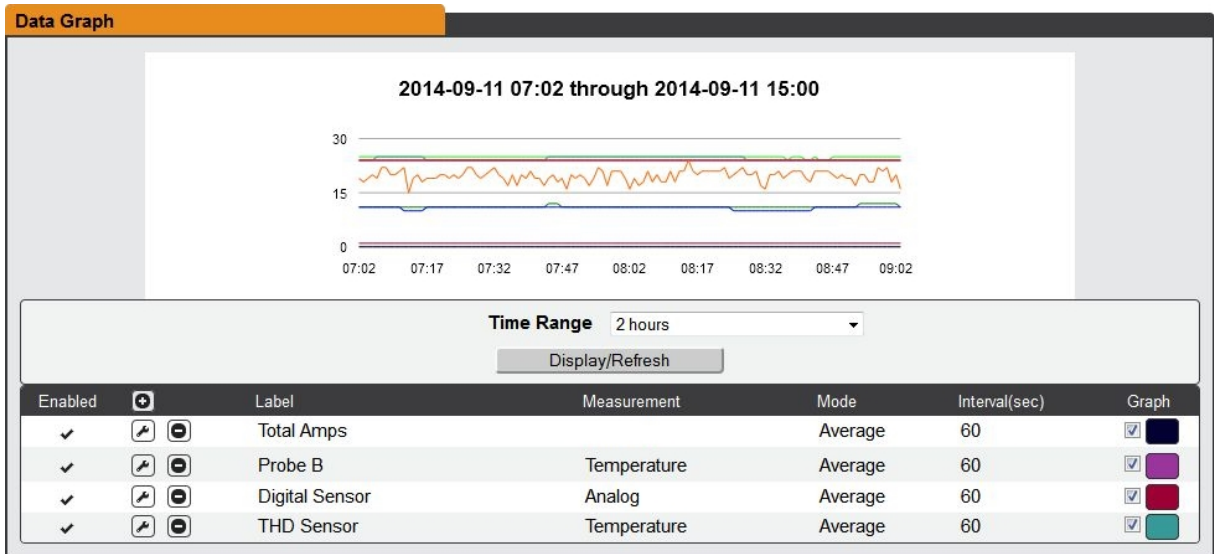 Data Graph
2014-09-11 07:02 through 2014-09-11 15:00
30
15
0
07:02 07:17 07:32 07:47 08:02 08:17 08:32 08:47 09:02
Time Range 2 hours
Display/Refresh
Enabled Label Measurement Mode Interval(sec) Graph
Total Amps Average 60
Probe B Temperature Average 60
Digital Sensor Analog Average 60
THD Sensor Temperature Average 60